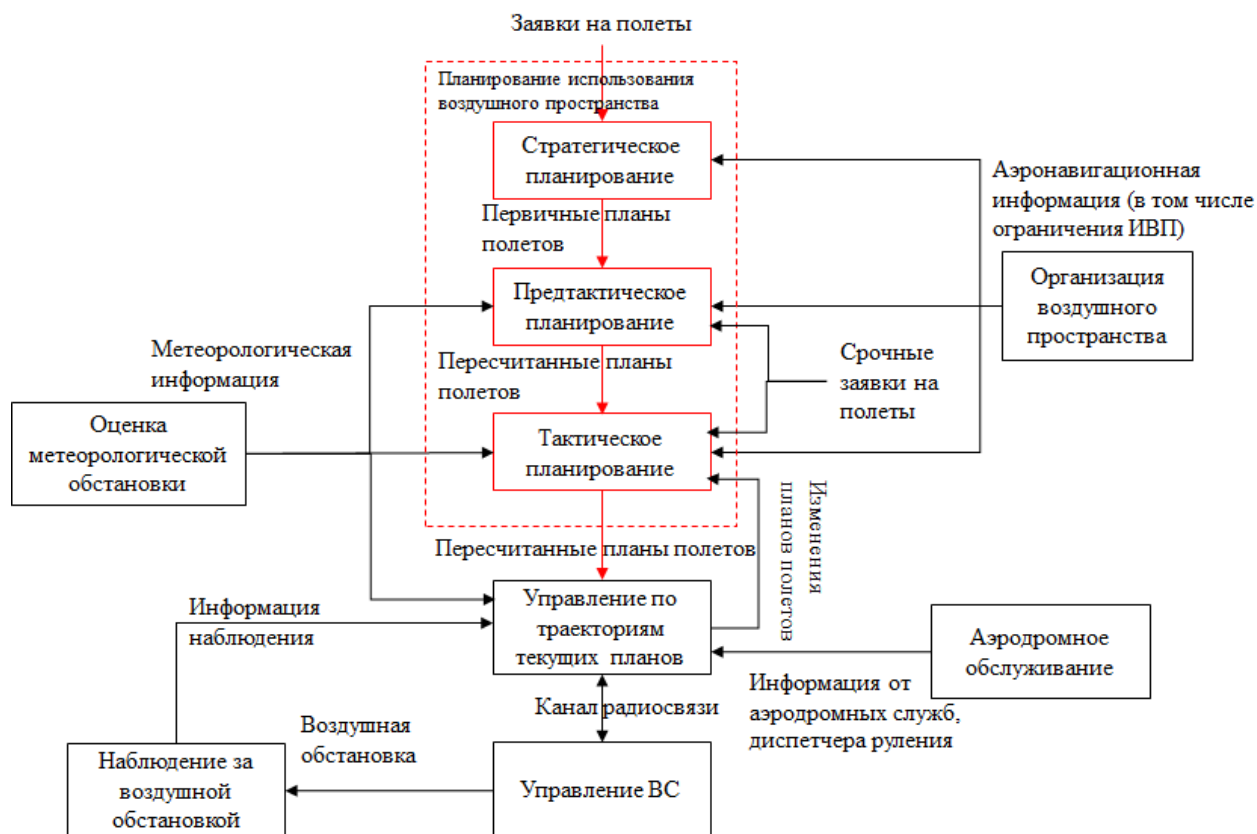 Заявки на полеты
Планирование использования
воздушного пространства
Стратегическое
планирование
Аэронавигационная
информация (в том числе
ограничения ИВП)
Первичные планы
полетов
Предтактическое
планирование
Организация
воздушного
пространства
Метеорологическая
информация
Пересчитанные планы
полетов
Срочные
заявки на
полеты
Оценка
метеорологической
обстановки
Тактическое
планирование
Изменения
планов полетов
Пересчитанные планы полетов
Информация
наблюдения
Управление по
траекториям
текущих планов
Аэродромное
обслуживание
Информация от
аэродромных служб,
диспетчера руления
Канал радиосвязи
Воздушная
обстановка
Наблюдение за
воздушной
обстановкой
Управление ВС